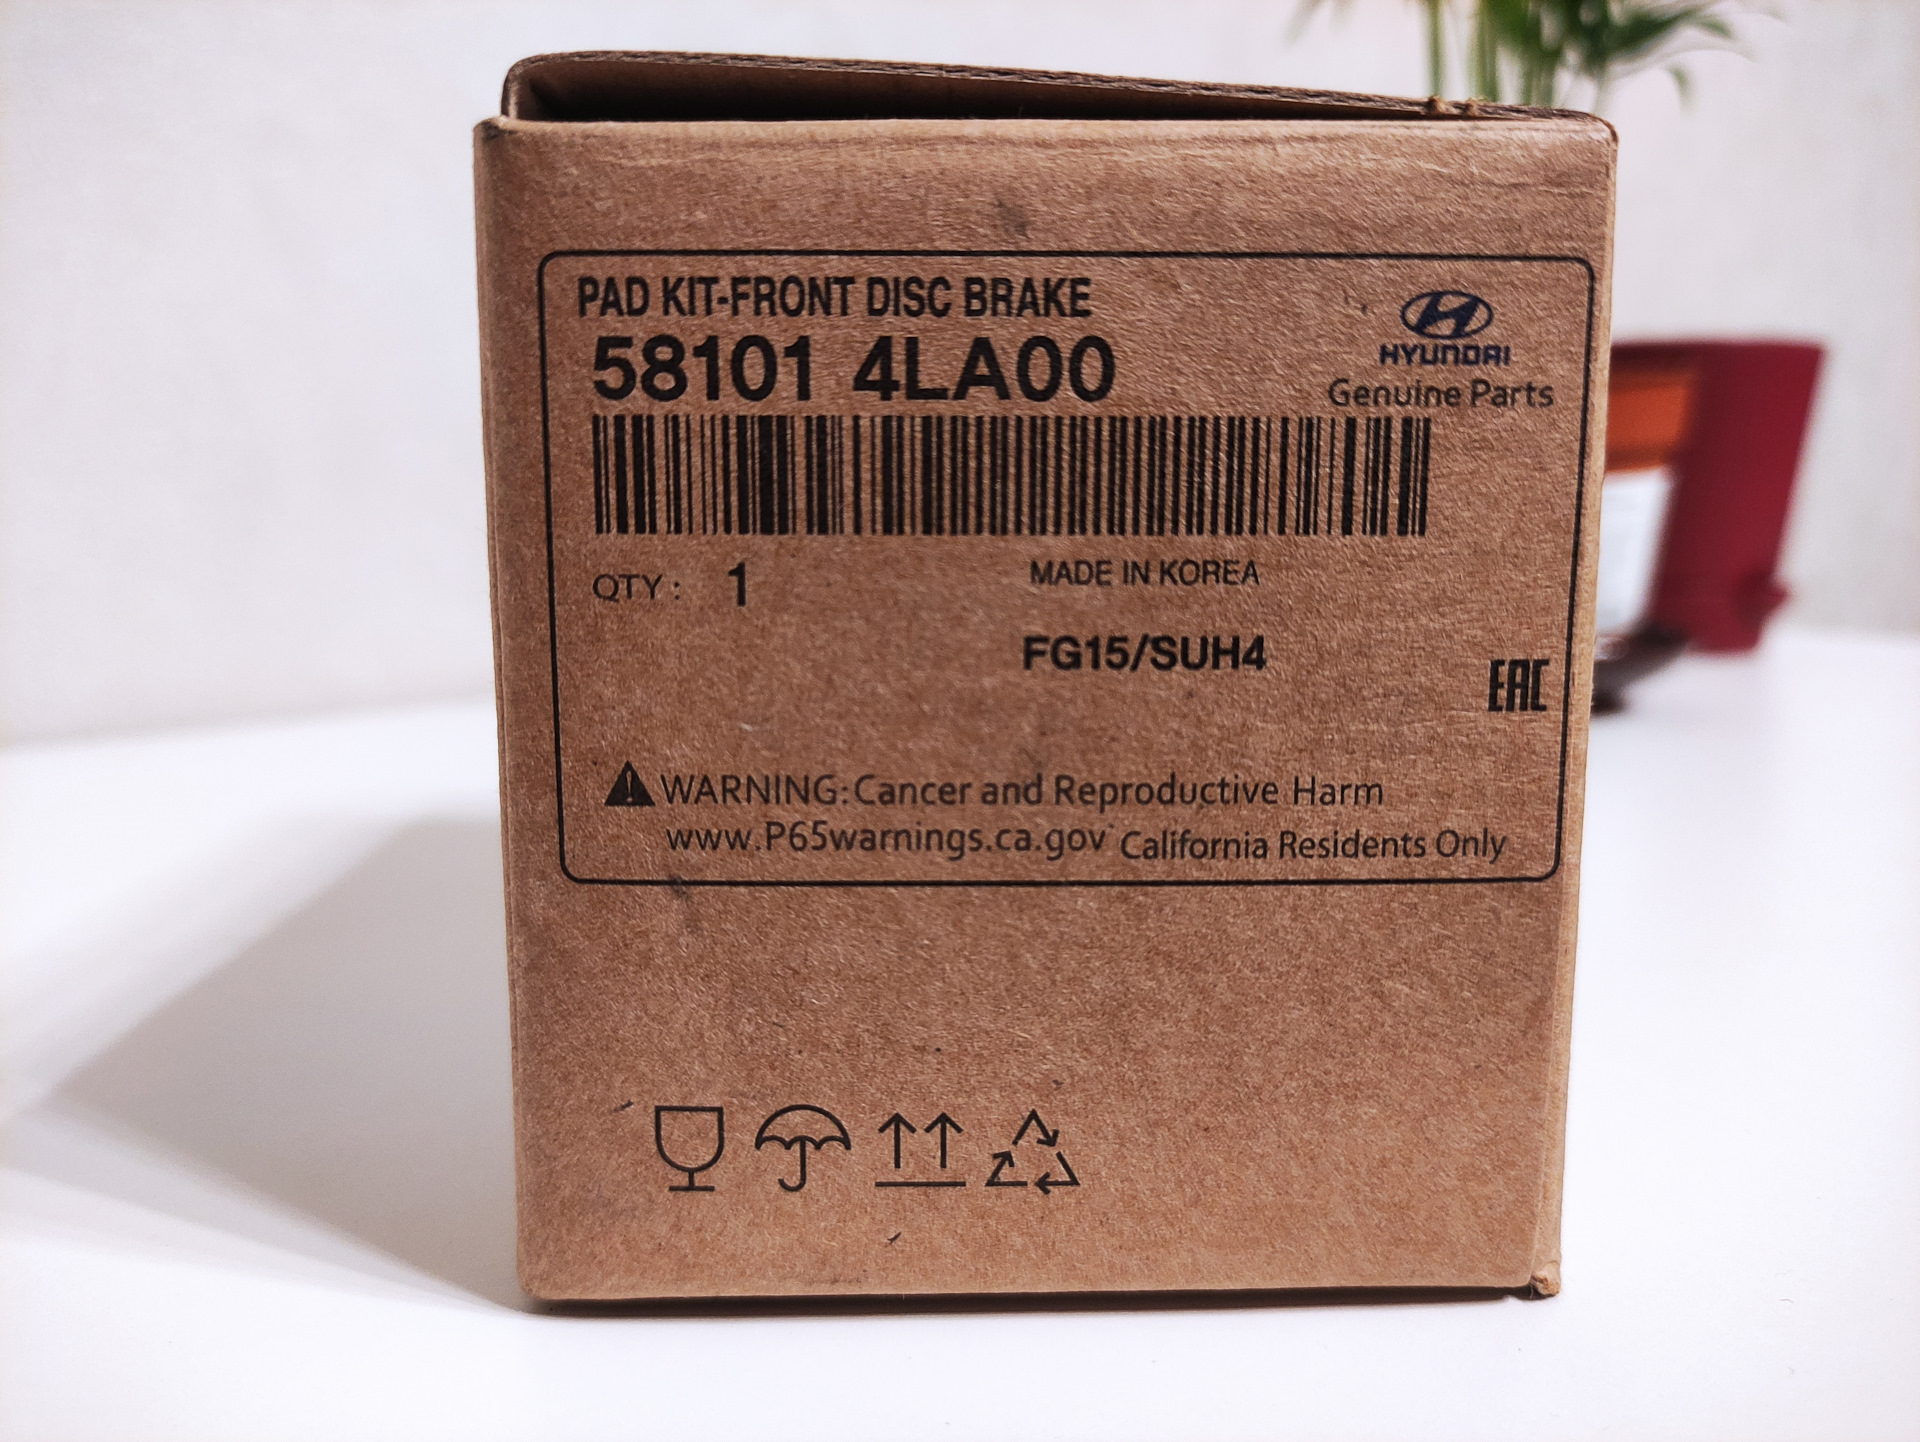 PAD KIT-FRONT DISC BRAKE
58101 4LA00
HYUNDAI
Genuine Parts
QTY : 1
MADE IN KOREA
FG15/SUH4
EAC
WARNING: Cancer and Reproductive Harm
www.P65warnings.ca.gov California Residents Only